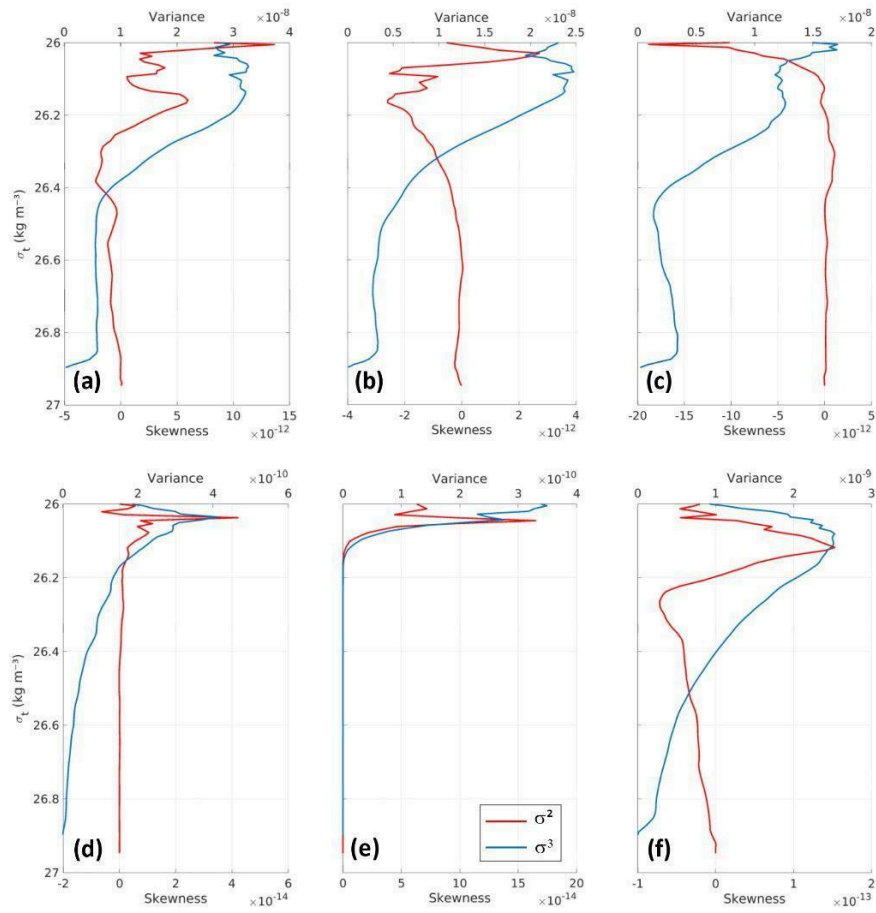 Variance ×10⁻⁸
0 1 2 3 4
26
26.2
26.4
26.6
26.8
27
σt (kg m⁻³)
(a)
-5 0 5 10 15
Skewness ×10⁻¹²
Variance ×10⁻⁸
0 0.5 1 1.5 2 2.5
(b)
-4 -2 0 2 4
Skewness ×10⁻¹²
Variance ×10⁻⁸
0 0.5 1 1.5 2
(c)
-20 -15 -10 -5 0 5
Skewness ×10⁻¹²
Variance ×10⁻¹⁰
0 2 4 6
26
26.2
26.4
26.6
26.8
27
σt (kg m⁻³)
(d)
-2 0 2 4 6
Skewness ×10⁻¹⁴
Variance ×10⁻¹⁰
0 1 2 3 4
(e)
σ²
σ³
0 5 10 15 20
Skewness ×10⁻¹⁴
Variance ×10⁻⁹
0 1 2 3
(f)
-1 0 1 2
Skewness ×10⁻¹³